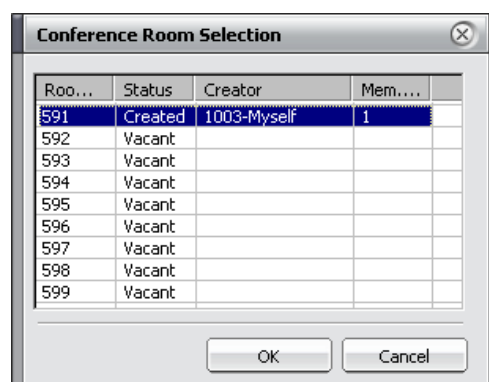 Conference Room Selection
Roo... Status Creator Mem....
591 Created 1003-Myself 1
592 Vacant
593 Vacant
594 Vacant
595 Vacant
596 Vacant
597 Vacant
598 Vacant
599 Vacant
OK Cancel